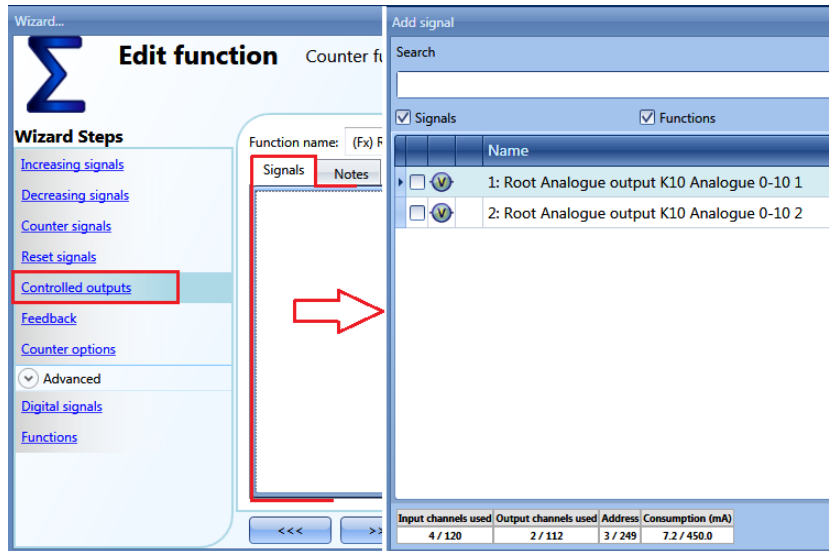 Wizard...
Edit function Counter fu
Wizard Steps
Increasing signals
Decreasing signals
Counter signals
Reset signals
Controlled outputs
Feedback
Counter options
Advanced
Digital signals
Functions
Function name: (Fx) R
Signals Notes
<<< >>
Add signal
Search
Signals Functions
Name
V 1: Root Analogue output K10 Analogue 0-10 1
V 2: Root Analogue output K10 Analogue 0-10 2
Input channels used Output channels used Address Consumption (mA)
4 / 120 2 / 112 3 / 249 7.2 / 450.0